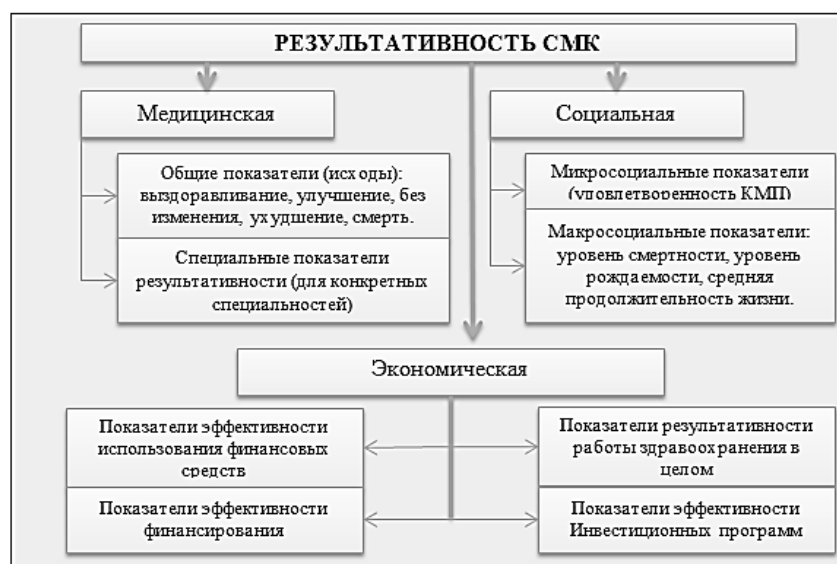 РЕЗУЛЬТАТИВНОСТЬ СМК
Медицинская
Социальная
Общие показатели (исходы):
выздоравливание, улучшение, без
изменения, ухудшение, смерть.
Специальные показатели
результативности (для конкретных
специальностей)
Микросоциальные показатели
(удовлетворенность КМП)
Макросоциальные показатели:
уровень смертности, уровень
рождаемости, средняя
продолжительность жизни.
Экономическая
Показатели эффективности
использования финансовых
средств
Показатели эффективности
финансирования
Показатели результативности
работы здравоохранения в
целом
Показатели эффективности
Инвестиционных программ